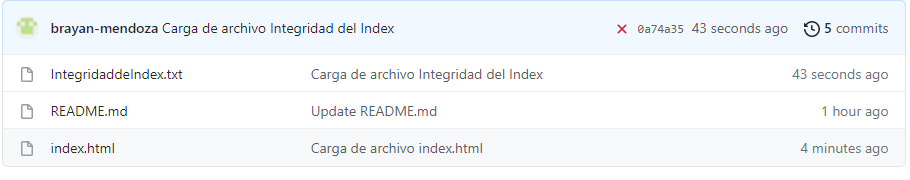 brayan-mendoza Carga de archivo Integridad del Index 0a74a35 43 seconds ago 5 commits
IntegridaddeIndex.txt Carga de archivo Integridad del Index 43 seconds ago
README.md Update README.md 1 hour ago
index.html Carga de archivo index.html 4 minutes ago